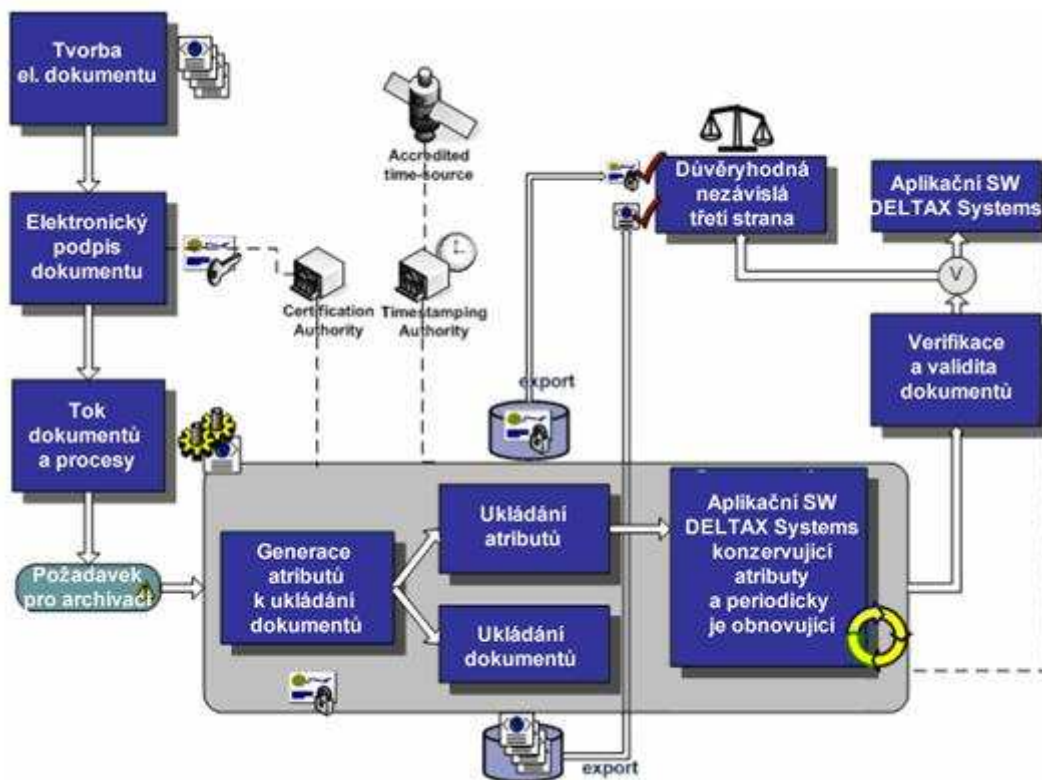 Tvorba
el. dokumentu
Elektronický
podpis
dokumentu
Tok
dokumentů
a procesy
Požadavek
pro archivaci
Accredited
time-source
Certification
Authority
Timestamping
Authority
Důvěryhodná
nezávislá
třetí strana
Aplikační SW
DELTAX Systems
V
Verifikace
a validita
dokumentů
export
Generace
atributů
k ukládání
dokumentů
Ukládání
atributů
Ukládání
dokumentů
Aplikační SW
DELTAX Systems
konzervující
atributy
a periodicky
je obnovující
export